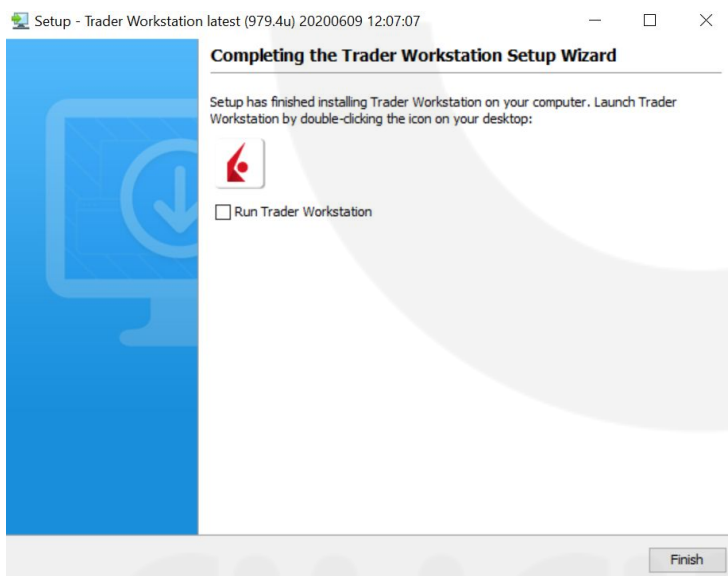 Setup - Trader Workstation latest (979.4u) 20200609 12:07:07
Completing the Trader Workstation Setup Wizard
Setup has finished installing Trader Workstation on your computer. Launch Trader
Workstation by double-clicking the icon on your desktop:
Run Trader Workstation
Finish